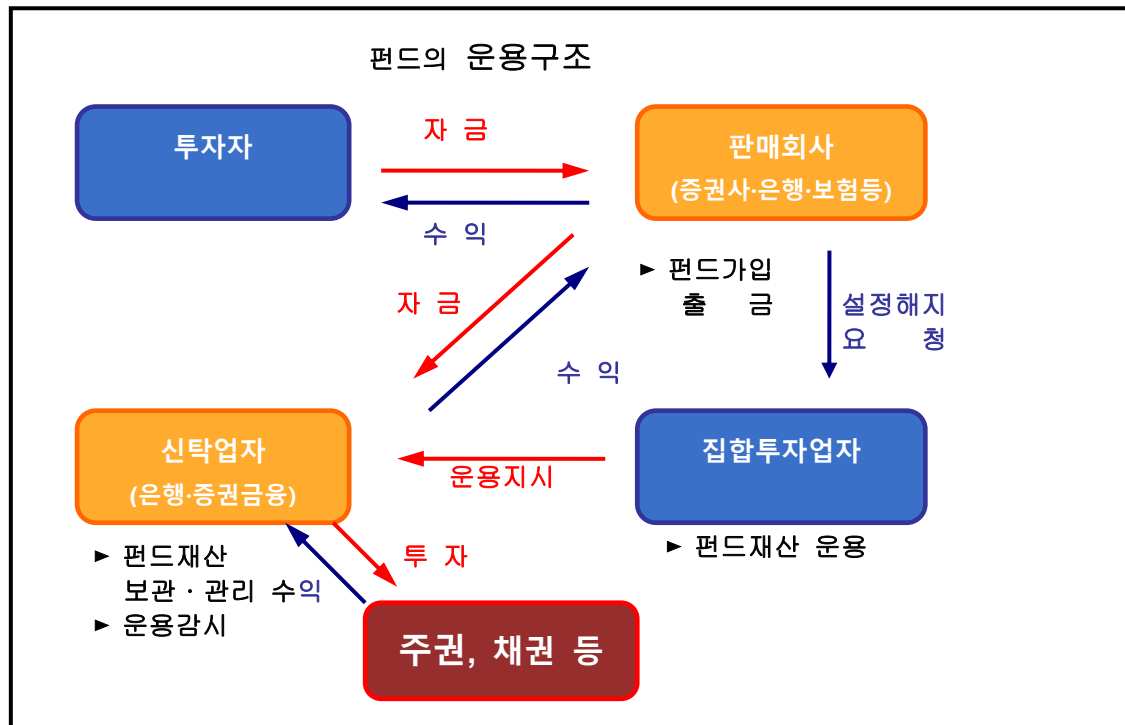 펀드의 운용구조
투자자
자 금
판매회사
(증권사·은행·보험등)
수 익
► 펀드가입
출 금
자 금
설정해지
요 청
수 익
신탁업자
(은행·증권금융)
운용지시
집합투자업자
► 펀드재산
보관 · 관리 수익
► 운용감시
투 자
► 펀드재산 운용
주권, 채권 등